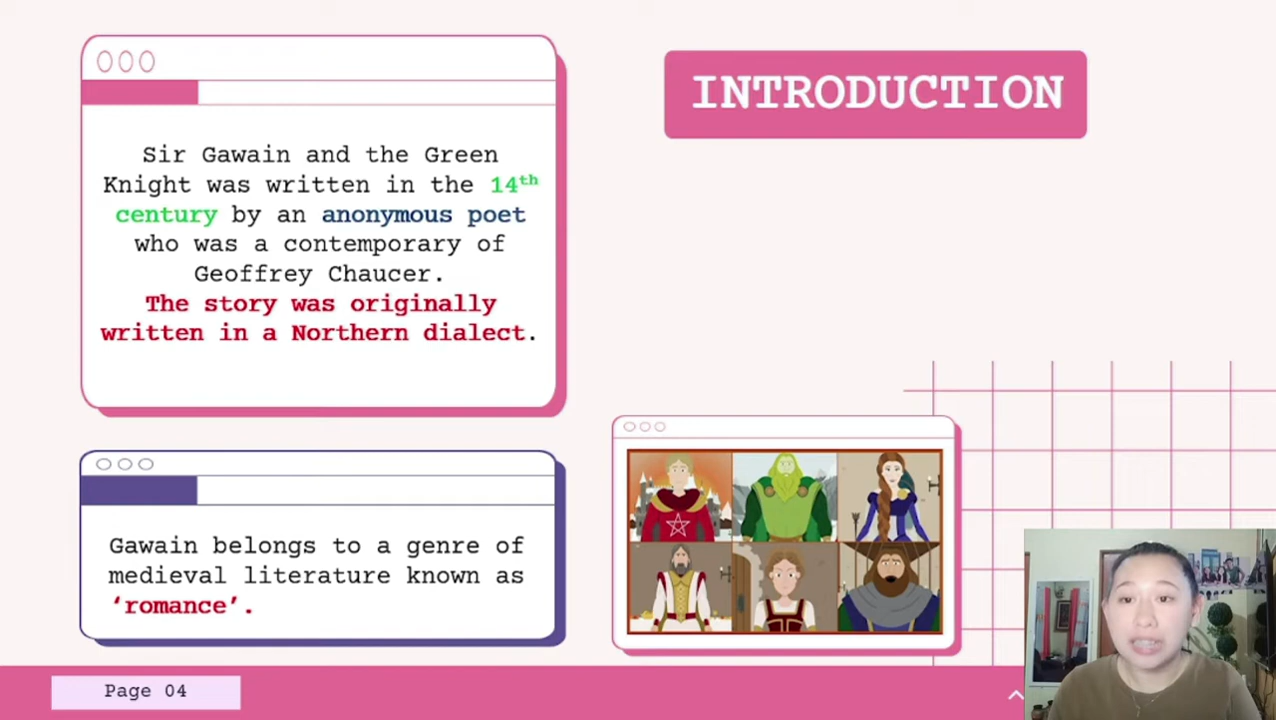 INTRODUCTION
Sir Gawain and the Green
Knight was written in the 14th
century by an anonymous poet
who was a contemporary of
Geoffrey Chaucer.
The story was originally
written in a Northern dialect.
Gawain belongs to a genre of
medieval literature known as
‘romance’.
Page 04